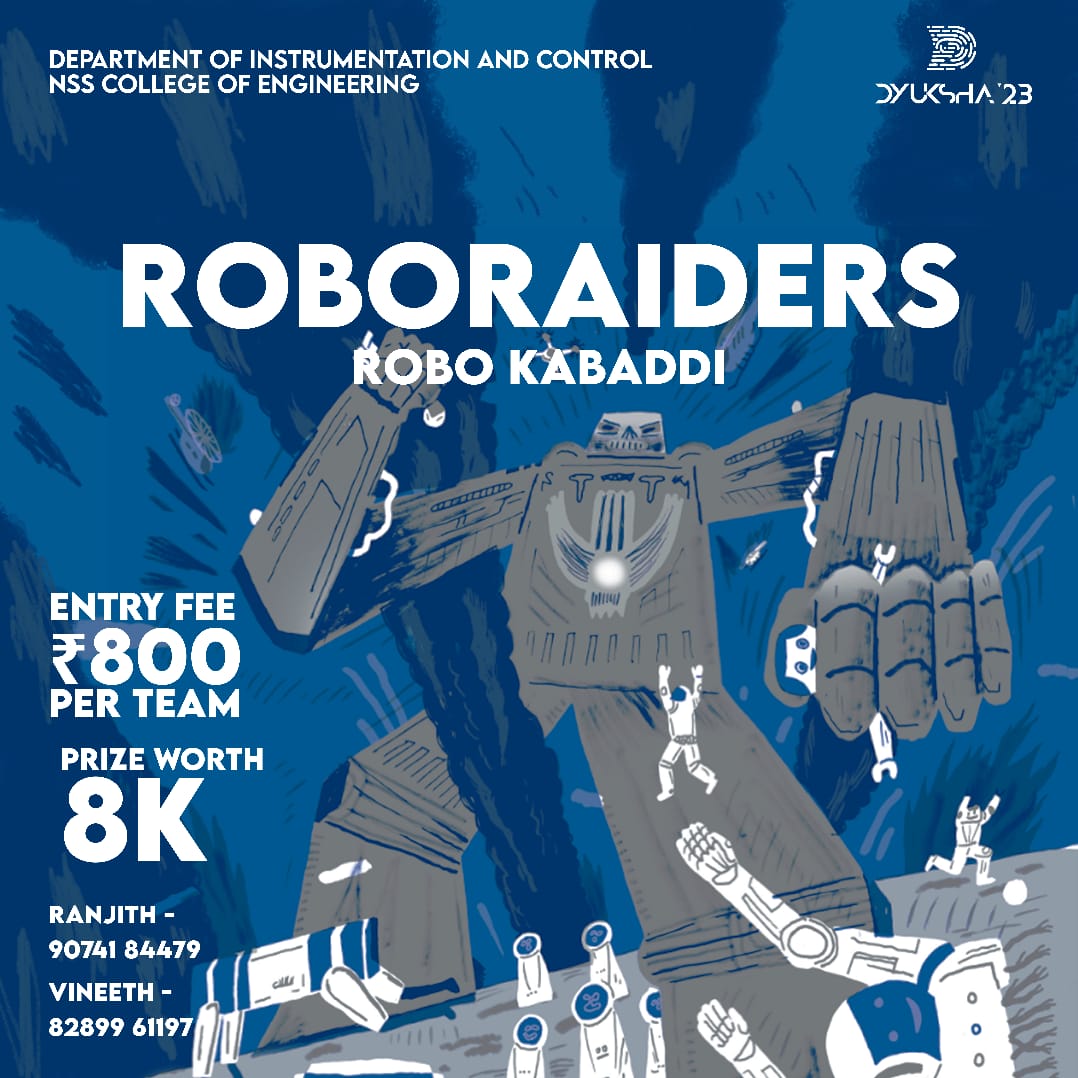 DEPARTMENT OF INSTRUMENTATION AND CONTROL
NSS COLLEGE OF ENGINEERING
DYUKSHA '23
ROBORAIDERS
ROBO KABADDI
ENTRY FEE
₹800
PER TEAM
PRIZE WORTH
8K
RANJITH -
90741 84479
VINEETH -
82899 61197